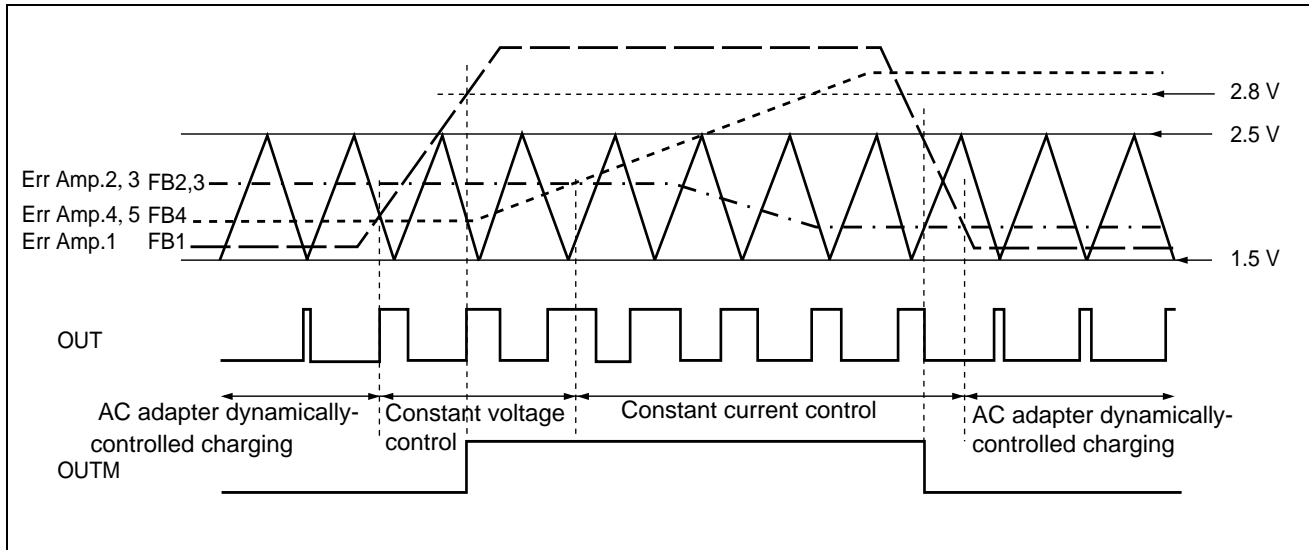 2.8 V
2.5 V
Err Amp.2, 3 FB2,3
Err Amp.4, 5 FB4
Err Amp.1 FB1
1.5 V
OUT
AC adapter dynamically-
controlled charging
Constant voltage
control
Constant current control
AC adapter dynamically-
controlled charging
OUTM